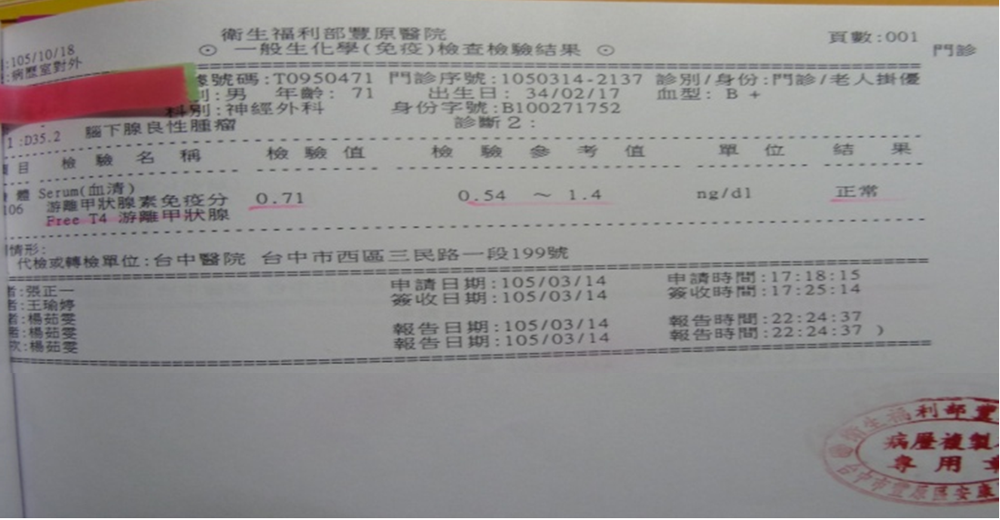 衛生福利部豐原醫院
⊙ 一般生化學(免疫)檢查檢驗結果 ⊙
頁數:001
:105/10/18
:病歷室對外
門診
號碼:T0950471 門診序號:1050314-2137 診別/身份:門診/老人掛優
別:男 年齡: 71 出生日: 34/02/17 血型: B +
科別:神經外科 身份字號:B100271752
1:D35.2 腦下腺良性腫瘤 診斷2:
目 檢驗名稱 檢驗值 檢驗參考值 單位 結果
體 Serum(血清)
106 游離甲狀腺素免疫分 0.71 0.54 ~ 1.4 ng/dl 正常
Free T4 游離甲狀腺
情形:
代檢或轉檢單位:台中醫院 台中市西區三民路一段199號
者:張正一 申請日期:105/03/14 申請時間:17:18:15
者:王瑜婷 簽收日期:105/03/14 簽收時間:17:25:14
者:楊茹雯 報告日期:105/03/14 報告時間:22:24:37
者:楊茹雯 報告日期:105/03/14 報告時間:22:24:37 )
次:楊茹雯
衛生福利部豐
病歷複製
專用章
台中市豐原區安康